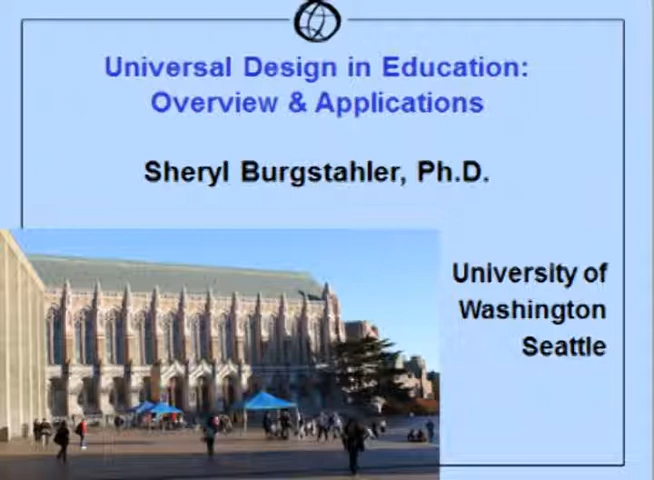 Universal Design in Education:
Overview & Applications
Sheryl Burgstahler, Ph.D.
University of
Washington
Seattle